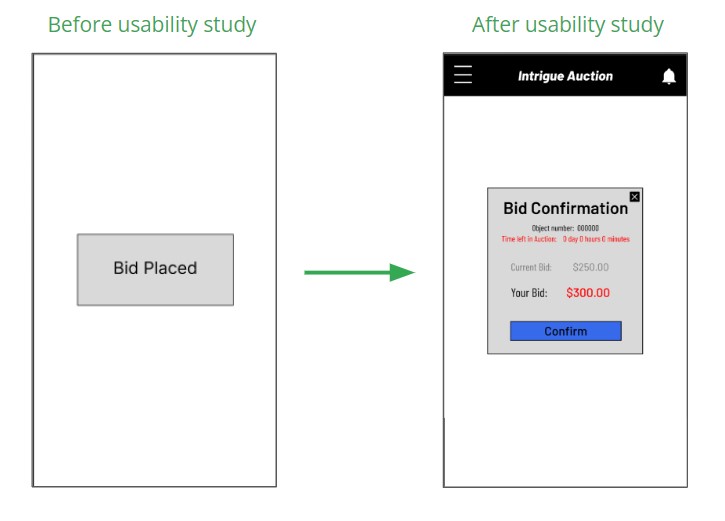 Before usability study
After usability study
Bid Placed
Intrigue Auction
Bid Confirmation
Object number: 000000
Time left in Auction: 0 day 0 hours 0 minutes
Current Bid: $250.00
Your Bid: $300.00
Confirm